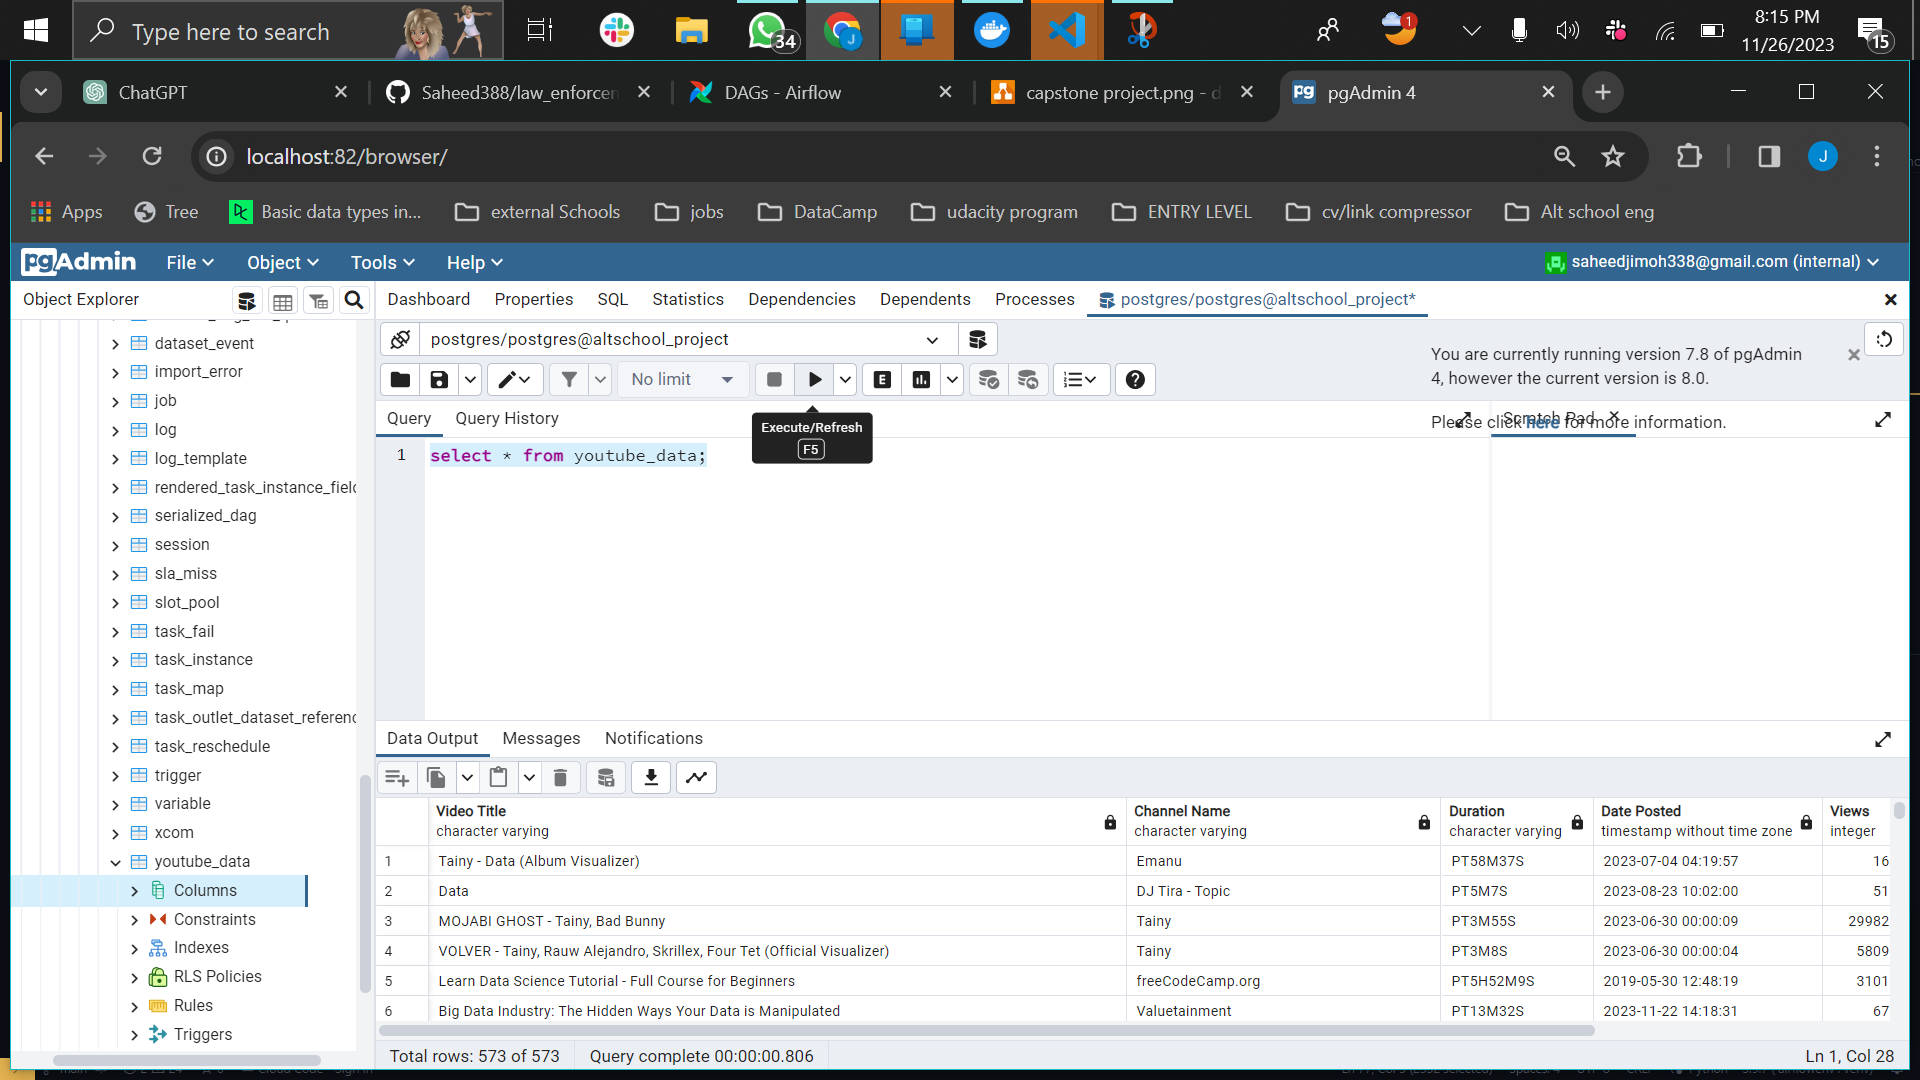 Type here to search
34
1
8:15 PM
11/26/2023
15
ChatGPT
Saheed388/law_enforcen
DAGs - Airflow
capstone project.png - d
pgAdmin 4
localhost:82/browser/
J
Apps
Tree
Basic data types in...
external Schools
jobs
DataCamp
udacity program
ENTRY LEVEL
cv/link compressor
Alt school eng
pgAdmin
File
Object
Tools
Help
saheedjimoh338@gmail.com (internal)
Object Explorer
Dashboard
Properties
SQL
Statistics
Dependencies
Dependents
Processes
postgres/postgres@altschool_project*
postgres/postgres@altschool_project
You are currently running version 7.8 of pgAdmin
4, however the current version is 8.0.
Please click here for more information.
No limit
E
Query
Query History
Execute/Refresh
F5
Scratch Pad
1
select * from youtube_data;
dataset_event
import_error
job
log
log_template
rendered_task_instance_field
serialized_dag
session
sla_miss
slot_pool
task_fail
task_instance
task_map
task_outlet_dataset_referenc
task_reschedule
trigger
variable
xcom
youtube_data
Columns
Constraints
Indexes
RLS Policies
Rules
Triggers
Data Output
Messages
Notifications
Video Title
character varying
Channel Name
character varying
Duration
character varying
Date Posted
timestamp without time zone
Views
integer
1 Tainy - Data (Album Visualizer) Emanu PT58M37S 2023-07-04 04:19:57 16
2 Data DJ Tira - Topic PT5M7S 2023-08-23 10:02:00 51
3 MOJABI GHOST - Tainy, Bad Bunny Tainy PT3M55S 2023-06-30 00:00:09 29982
4 VOLVER - Tainy, Rauw Alejandro, Skrillex, Four Tet (Official Visualizer) Tainy PT3M8S 2023-06-30 00:00:04 5809
5 Learn Data Science Tutorial - Full Course for Beginners freeCodeCamp.org PT5H52M9S 2019-05-30 12:48:19 3101
6 Big Data Industry: The Hidden Ways Your Data is Manipulated Valuetainment PT13M32S 2023-11-22 14:18:31 67
Total rows: 573 of 573
Query complete 00:00:00.806
Ln 1, Col 28